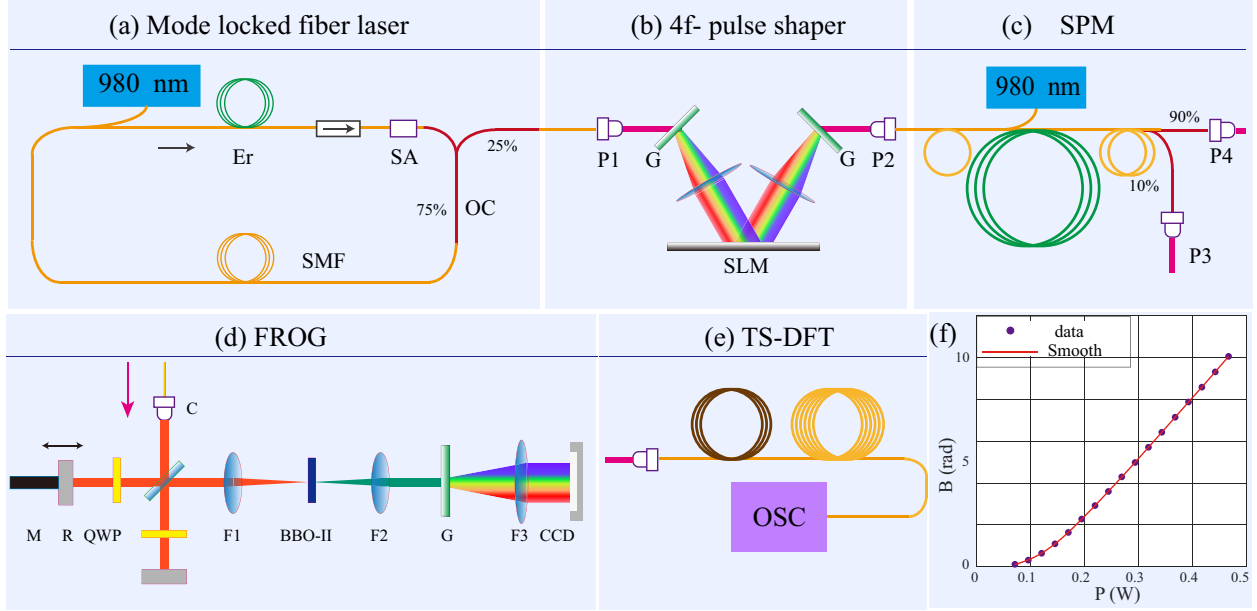 (a) Mode locked fiber laser
980 nm
Er
SA
25%
75%
OC
SMF
(b) 4f- pulse shaper
P1
G
G
P2
SLM
(c) SPM
980 nm
90%
P4
10%
P3
(d) FROG
C
M R QWP F1 BBO-II F2 G F3 CCD
(e) TS-DFT
OSC
(f)
data
Smooth
10
5
0
B (rad)
0 0.1 0.2 0.3 0.4 0.5
P (W)